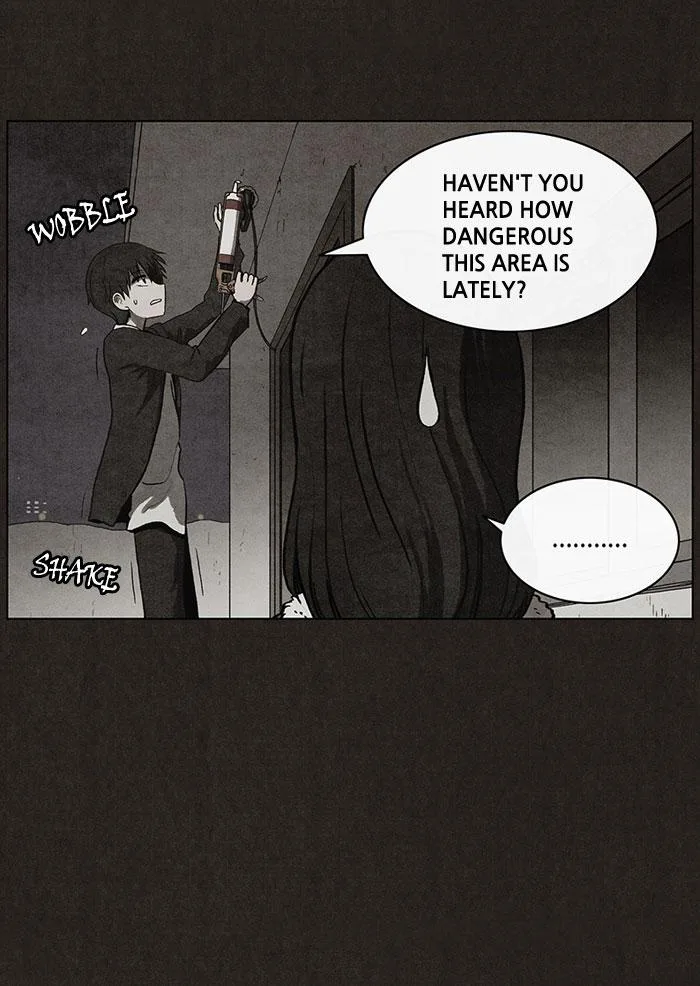 WOBBLE
HAVEN'T YOU
HEARD HOW
DANGEROUS
THIS AREA IS
LATELY?
...........
SHAKE